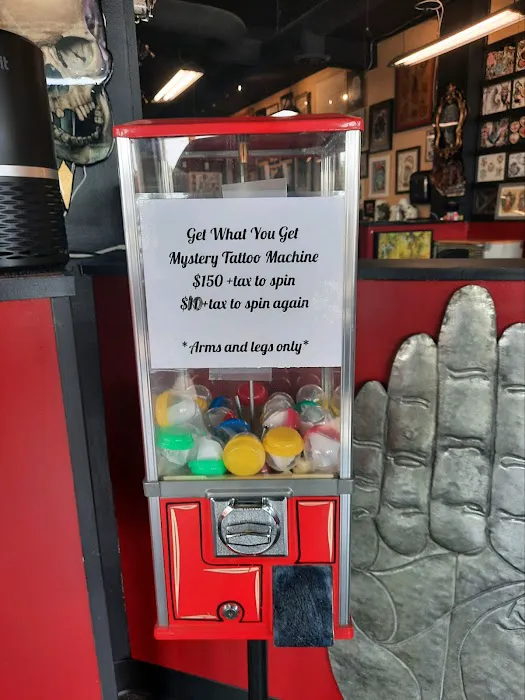 Get What You Get
Mystery Tattoo Machine
$150 +tax to spin
$10+tax to spin again
*Arms and legs only*